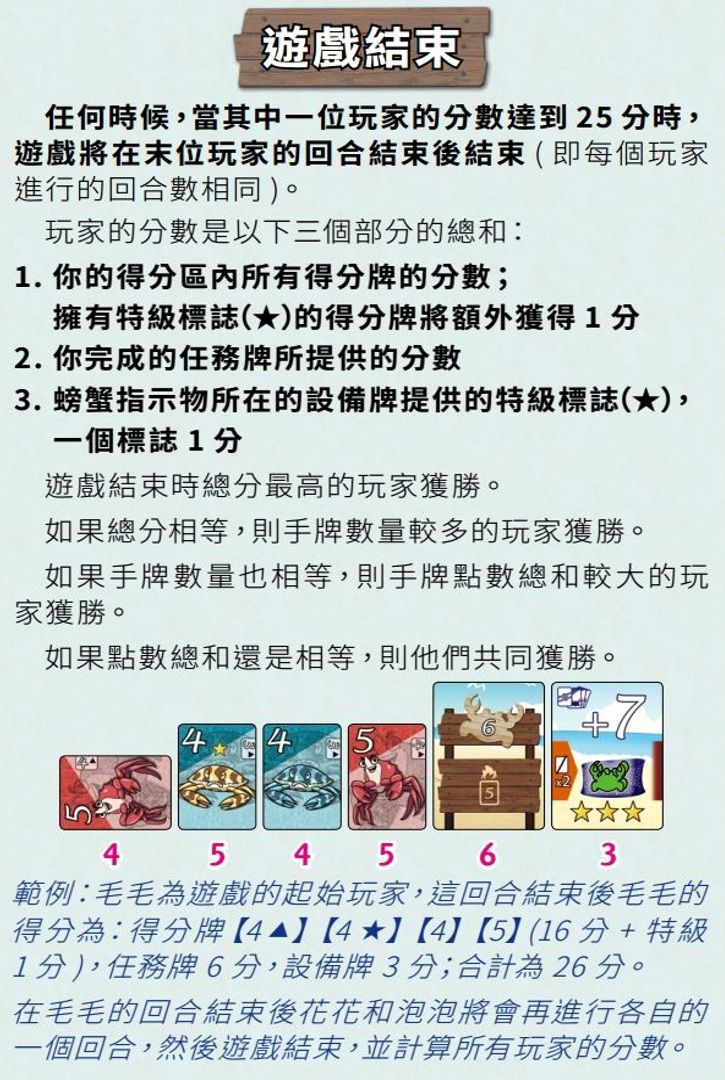 遊戲結束
任何時候，當其中一位玩家的分數達到 25 分時，
遊戲將在末位玩家的回合結束後結束 ( 即每個玩家
進行的回合數相同 )。
玩家的分數是以下三個部分的總和：
1. 你的得分區內所有得分牌的分數；
擁有特級標誌(★)的得分牌將額外獲得 1 分
2. 你完成的任務牌所提供的分數
3. 螃蟹指示物所在的設備牌提供的特級標誌(★)，
一個標誌 1 分
遊戲結束時總分最高的玩家獲勝。
如果總分相等，則手牌數量較多的玩家獲勝。
如果手牌數量也相等，則手牌點數總和較大的玩
家獲勝。
如果點數總和還是相等，則他們共同獲勝。
5 4▲ 4★ 3 4 3 5 4 6 5 +7 x2 ★★★
4 5 4 5 6 3
範例：毛毛為遊戲的起始玩家，這回合結束後毛毛的
得分為：得分牌【4▲】【4★】【4】【5】(16 分 + 特級
1 分 )，任務牌 6 分，設備牌 3 分；合計為 26 分。
在毛毛的回合結束後花花和泡泡將會再進行各自的
一個回合，然後遊戲結束，並計算所有玩家的分數。